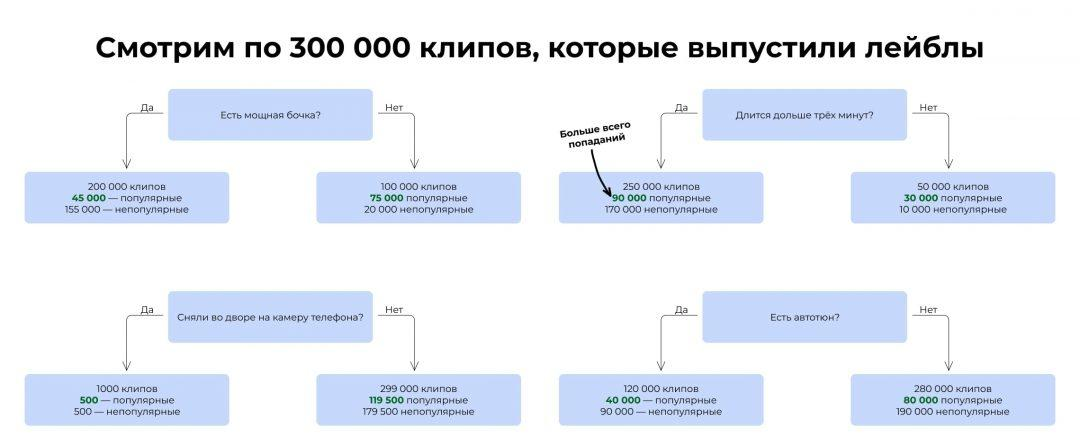 Смотрим по 300 000 клипов, которые выпустили лейблы
Да
Есть мощная бочка?
Нет
200 000 клипов
45 000 — популярные
155 000 — непопулярные
100 000 клипов
75 000 популярные
20 000 непопулярные
Да
Длится дольше трёх минут?
Нет
Больше всего
попаданий
250 000 клипов
90 000 популярные
170 000 непопулярные
50 000 клипов
30 000 популярные
10 000 непопулярные
Да
Сняли во дворе на камеру телефона?
Нет
1000 клипов
500 — популярные
500 — непопулярные
299 000 клипов
119 500 популярные
179 500 непопулярные
Да
Есть автотюн?
Нет
120 000 клипов
40 000 — популярные
90 000 — непопулярные
280 000 клипов
80 000 популярные
190 000 непопулярные